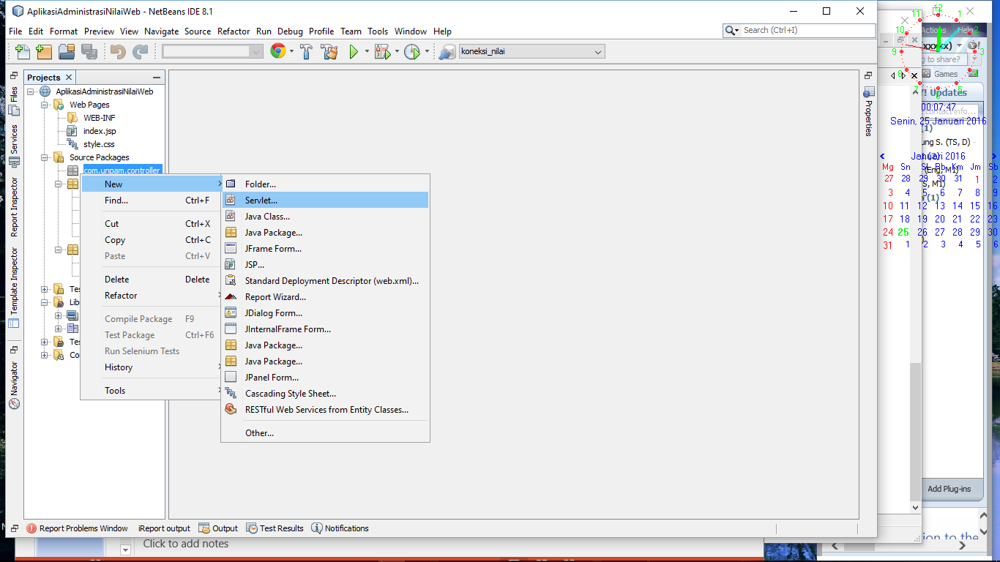 AplikasiAdministrasiNilaiWeb - NetBeans IDE 8.1
File Edit Format Preview View Navigate Source Refactor Run Debug Profile Team Tools Window Help
Search (Ctrl+I)
koneksi_nilai
Projects
Files
Services
Report Inspector
Template Inspector
Navigator
AplikasiAdministrasiNilaiWeb
Web Pages
WEB-INF
index.jsp
style.css
Source Packages
com.unpam.controller
New
Find... Ctrl+F
Cut Ctrl+X
Copy Ctrl+C
Paste Ctrl+V
Delete Delete
Refactor
Compile Package F9
Test Package Ctrl+F6
Run Selenium Tests
History
Tools
Folder...
Servlet...
Java Class...
Java Package...
JFrame Form...
JSP...
Standard Deployment Descriptor (web.xml)...
Report Wizard...
JDialog Form...
JInternalFrame Form...
Java Package...
Java Package...
JPanel Form...
Cascading Style Sheet...
RESTful Web Services from Entity Classes...
Other...
Properties
Report Problems Window iReport output Output Test Results Notifications
Click to add notes
12
11 1
10 2
9 3
8
Actions Help
xxxxx)
g to share?
Games
! Updates
00:07:47
contact info...
Senin, 25 Januari 2016
(1)
ung S. (TS, D)
Januari 2016
Mg Sn Sl Rb Km Jm Sb
27 28 29 30 31 1 2
3 4 5 6 7 8 9
10 11 12 13 14 15 16
17 18 19 20 21 22 23
24 25 26 27 28 29 30
31 1 2 3 4 5 6
(Eng, M1)
S, M1)
a (1)
Add Plug-ins
ion to the